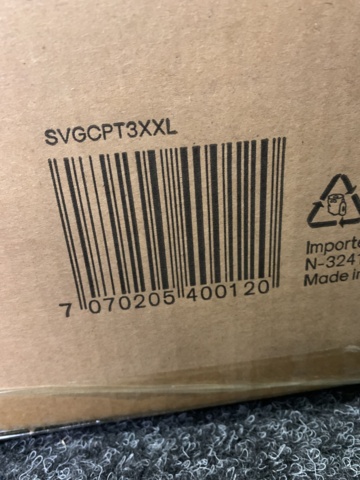 SVGCPT3XXL
7 070205 400120
Importe
N-3241
Made in